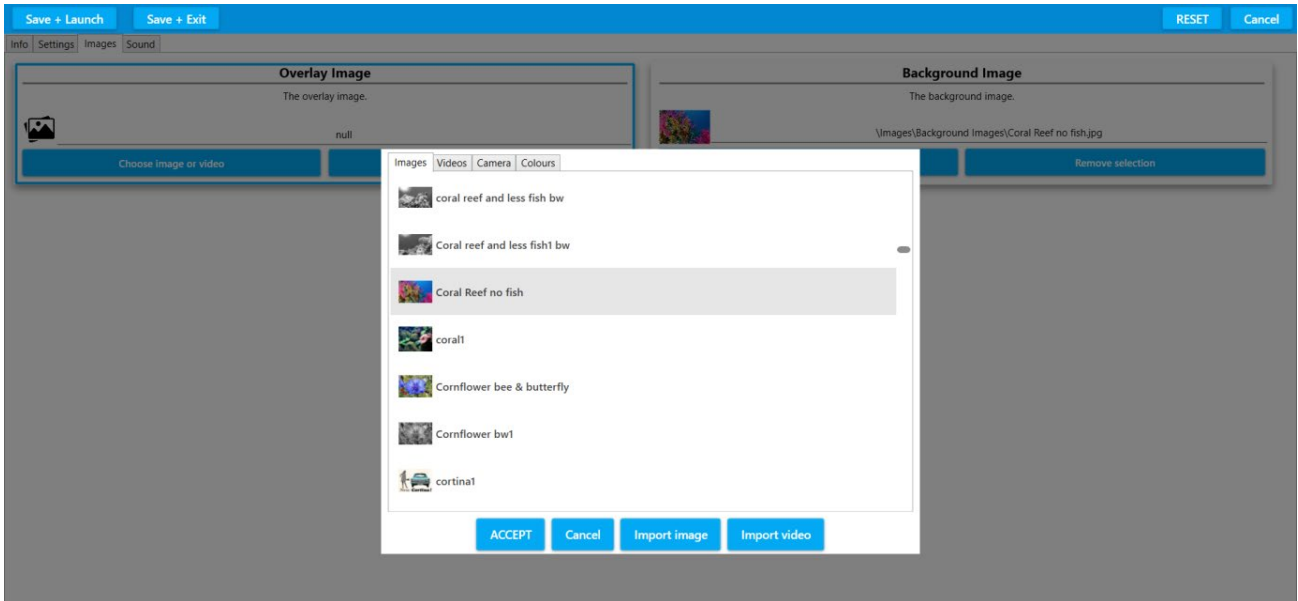 Save + Launch Save + Exit RESET Cancel
Info Settings Images Sound
Overlay Image
The overlay image.
null
Choose image or video
Background Image
The background image.
\Images\Background Images\Coral Reef no fish.jpg
Remove selection
Images Videos Camera Colours
coral reef and less fish bw
Coral reef and less fish1 bw
Coral Reef no fish
coral1
Cornflower bee & butterfly
Cornflower bw1
cortina1
ACCEPT Cancel Import image Import video